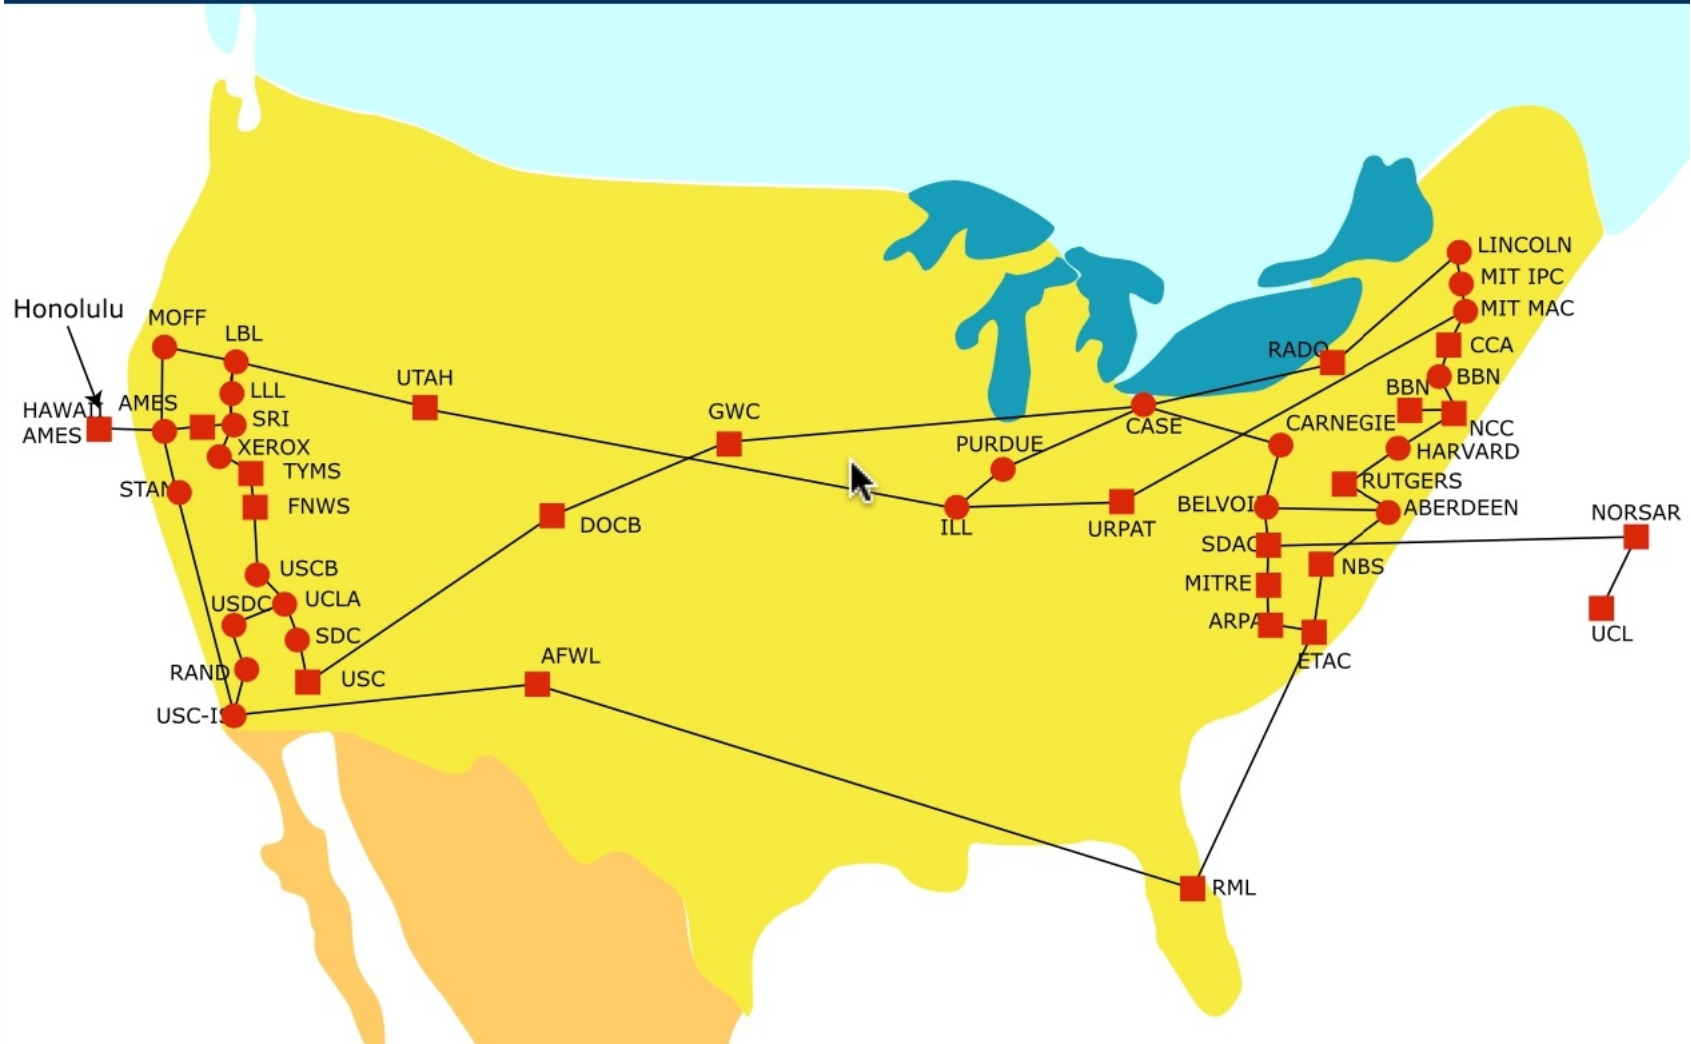 Honolulu
MOFF
LBL
HAWAII
AMES
AMES
LLL
SRI
XEROX
TYMS
STAN
FNWS
USCB
USDC
UCLA
SDC
RAND
USC
USC-IS
UTAH
GWC
DOCB
AFWL
PURDUE
ILL
CASE
URPAT
RADC
LINCOLN
MIT IPC
MIT MAC
CCA
BBN
BBN
NCC
CARNEGIE
HARVARD
RUTGERS
ABERDEEN
BELVOI
SDAC
NBS
MITRE
ARPA
ETAC
RML
NORSAR
UCL